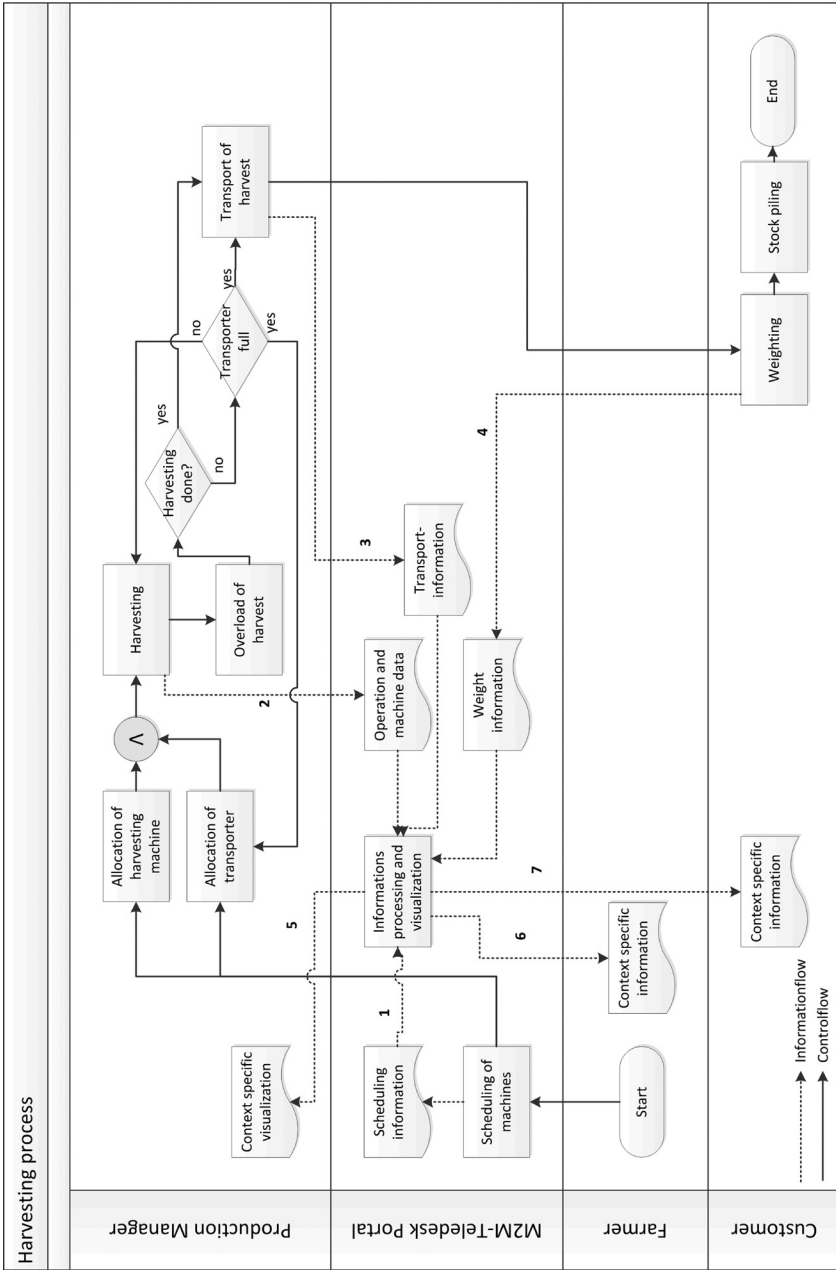 Harvesting process
Production Manager
Allocation of
harvesting
machine
Allocation of
transporter
V
Harvesting
Overload of
harvest
Harvesting
done?
yes
no
Transporter
full
no
yes
yes
Transport of
harvest
Context specific
visualization
5
2
3
M2M-Teledesk Portal
Scheduling
information
Scheduling of
machines
1
Informations
processing and
visualization
Operation and
machine data
Transport-
information
Weight
information
6
7
4
Farmer
Start
Context specific
information
Customer
Context specific
information
Weighting
Stock piling
End
Informationflow
Controlflow